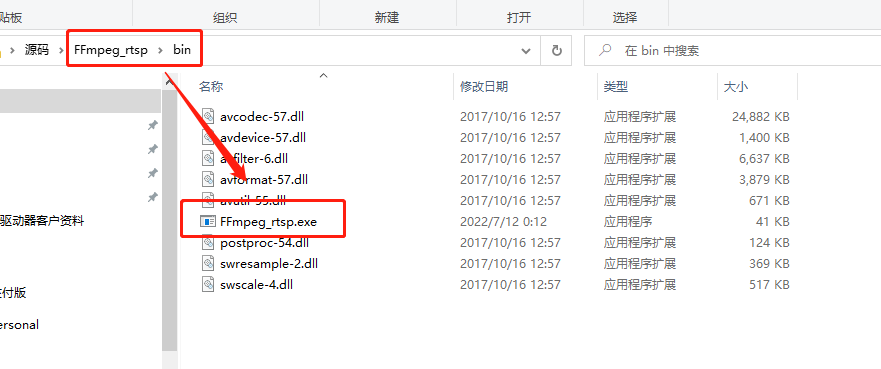 贴板 组织 新建 打开 选择
源码 FFmpeg_rtsp bin 在 bin 中搜索
名称 修改日期 类型 大小
avcodec-57.dll 2017/10/16 12:57 应用程序扩展 24,882 KB
avdevice-57.dll 2017/10/16 12:57 应用程序扩展 1,400 KB
avfilter-6.dll 2017/10/16 12:57 应用程序扩展 6,637 KB
avformat-57.dll 2017/10/16 12:57 应用程序扩展 3,879 KB
avutil-55.dll 2017/10/16 12:57 应用程序扩展 671 KB
驱动器客户资料 FFmpeg_rtsp.exe 2022/7/12 0:12 应用程序 41 KB
postproc-54.dll 2017/10/16 12:57 应用程序扩展 124 KB
swresample-2.dll 2017/10/16 12:57 应用程序扩展 369 KB
swscale-4.dll 2017/10/16 12:57 应用程序扩展 517 KB
付版
ersonal